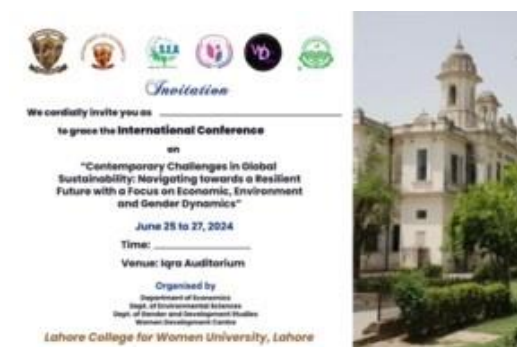 SEA
WD
Invitation
We cordially invite you as
to grace the International Conference
on
"Contemporary Challenges in Global
Sustainability: Navigating towards a Resilient
Future with a Focus on Economic, Environment
and Gender Dynamics"
June 25 to 27, 2024
Time:
Venue: Iqra Auditorium
Organised by
Department of Economics
Dept. of Environmental Sciences
Dept. of Gender and Development Studies
Women Development Centre
Lahore College for Women University, Lahore